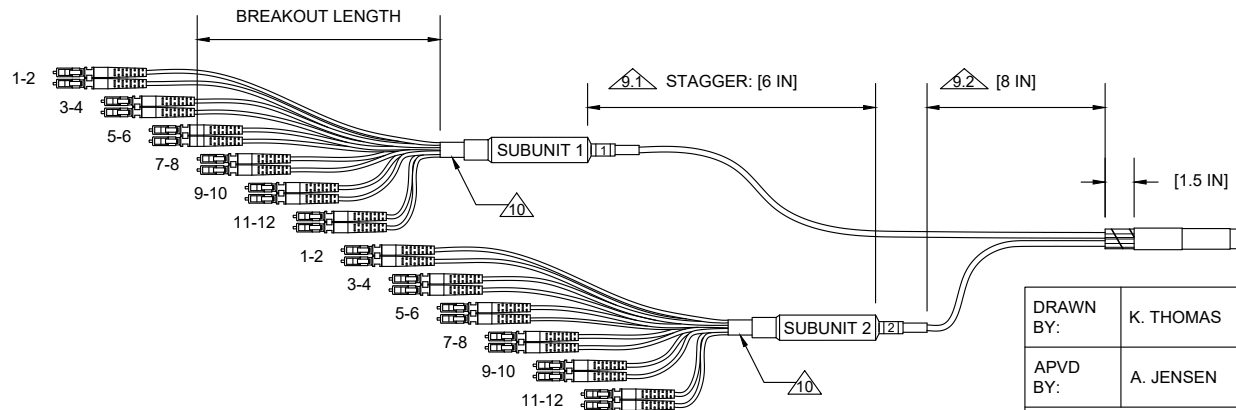 BREAKOUT LENGTH
9.1 STAGGER: [6 IN]
9.2 [8 IN]
1-2
3-4
5-6
7-8
9-10
11-12
SUBUNIT 1
1
10
[1.5 IN]
1-2
3-4
5-6
7-8
9-10
11-12
SUBUNIT 2
2
10
DRAWN BY: K. THOMAS
APVD BY: A. JENSEN